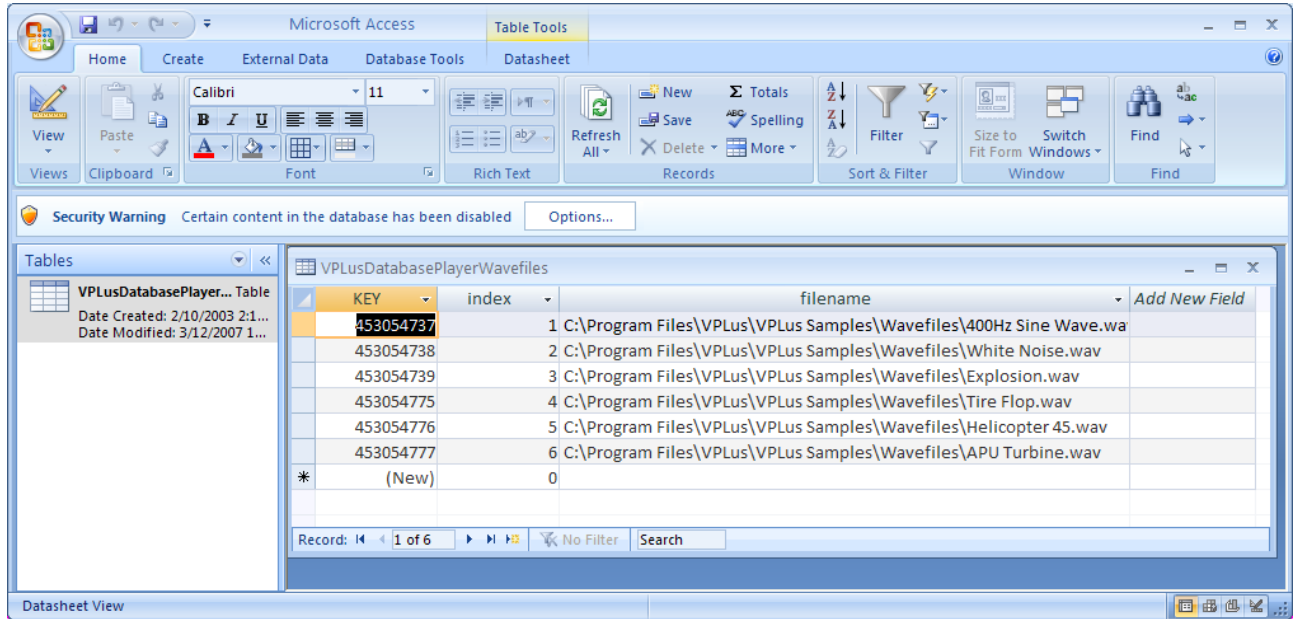 Microsoft Access
Table Tools
Home Create External Data Database Tools Datasheet
Calibri 11
New Σ Totals
B I U
Save Spelling
View Paste Refresh All Delete More Filter Size to Fit Form Switch Windows Find
Views Clipboard Font Rich Text Records Sort & Filter Window Find
Security Warning Certain content in the database has been disabled Options...
Tables
VPLusDatabasePlayer... Table
Date Created: 2/10/2003 2:1...
Date Modified: 3/12/2007 1...
VPLusDatabasePlayerWavefiles
KEY index filename Add New Field
453054737 1 C:\Program Files\VPLus\VPLus Samples\Wavefiles\400Hz Sine Wave.wa
453054738 2 C:\Program Files\VPLus\VPLus Samples\Wavefiles\White Noise.wav
453054739 3 C:\Program Files\VPLus\VPLus Samples\Wavefiles\Explosion.wav
453054775 4 C:\Program Files\VPLus\VPLus Samples\Wavefiles\Tire Flop.wav
453054776 5 C:\Program Files\VPLus\VPLus Samples\Wavefiles\Helicopter 45.wav
453054777 6 C:\Program Files\VPLus\VPLus Samples\Wavefiles\APU Turbine.wav
(New) 0
Record: 1 of 6 No Filter Search
Datasheet View